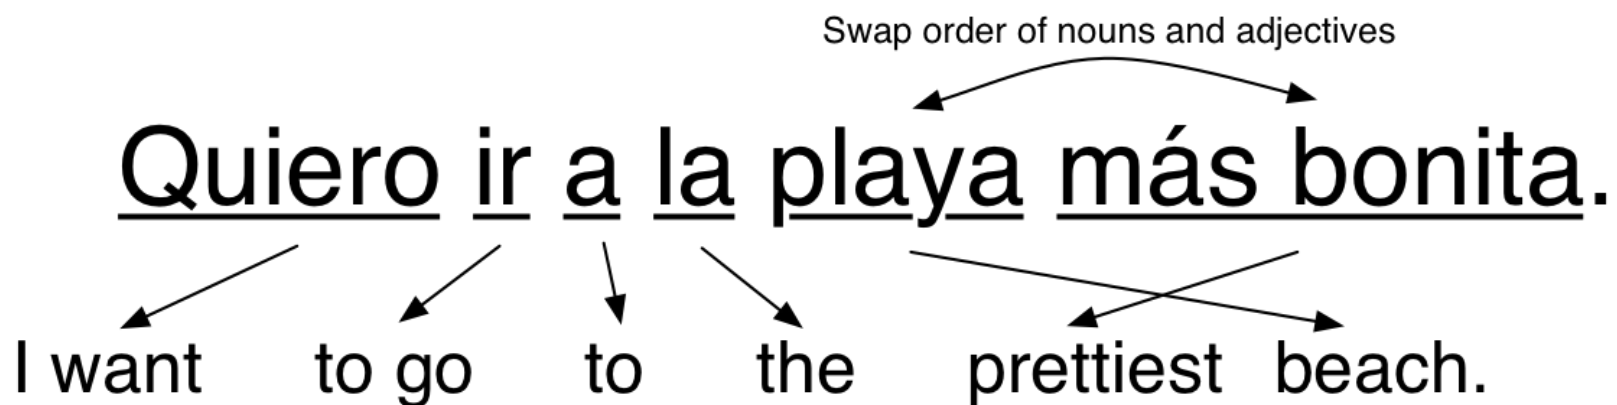 Swap order of nouns and adjectives
Quiero ir a la playa más bonita.
I want to go to the prettiest beach.